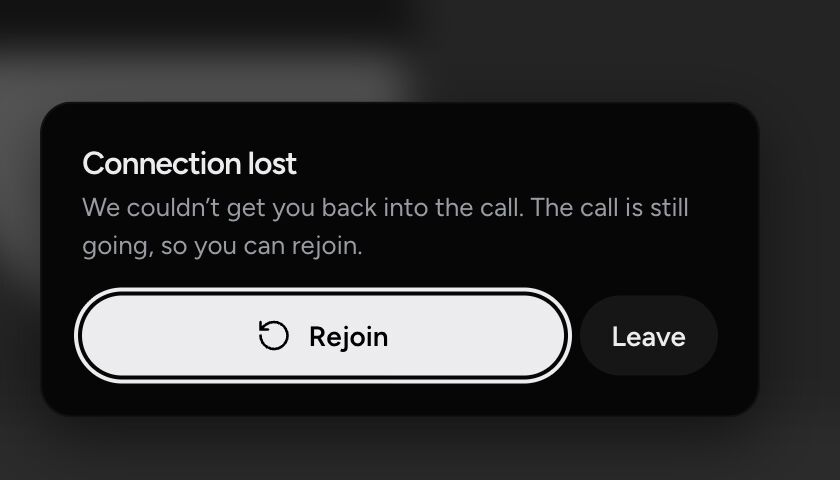 Connection lost
We couldn’t get you back into the call. The call is still
going, so you can rejoin.
Rejoin
Leave